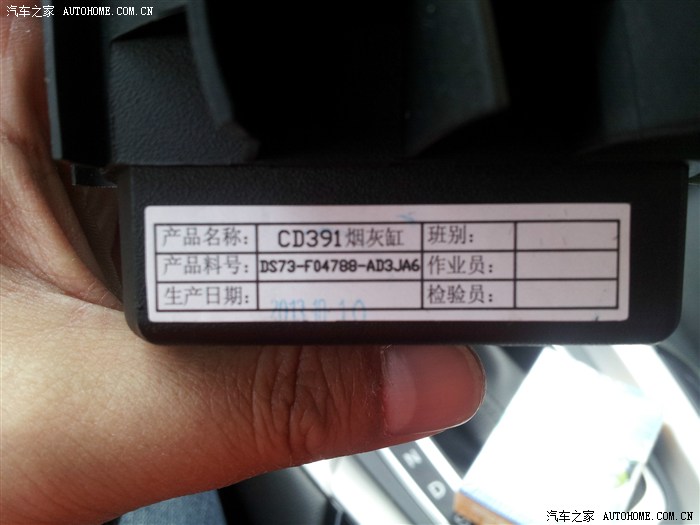 汽车之家 AUTOHOME.COM.CN
产品名称： CD391烟灰缸 班别：
产品料号： DS73-F04788-AD3JA6 作业员：
生产日期： 检验员：
N
D
汽车之家 AUTOHOME.COM.CN